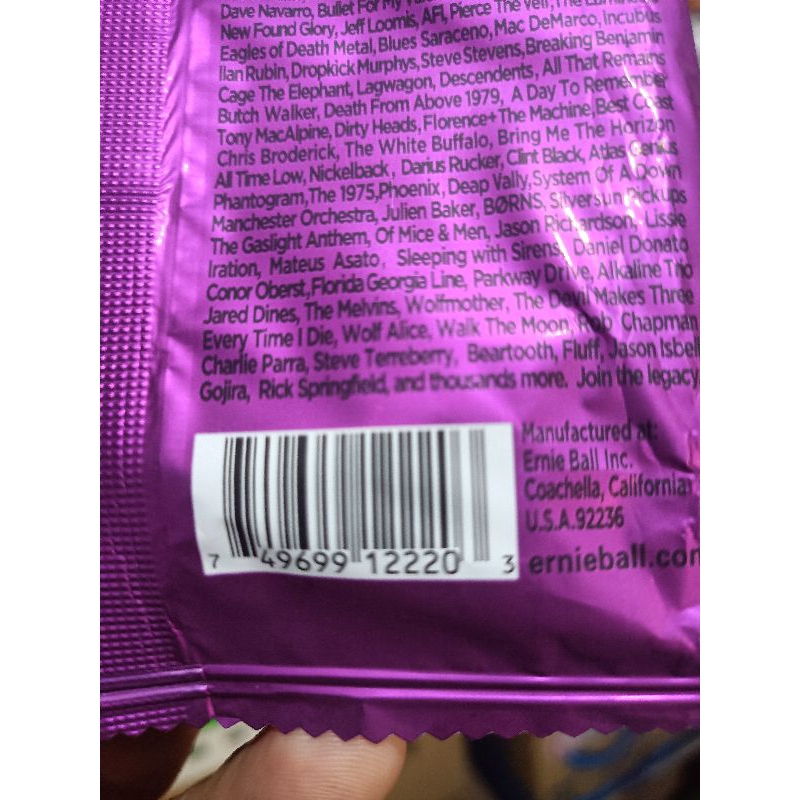 Dave Navarro, Bullet For My
New Found Glory, Jeff Loomis, AFI, Pierce The Veil, The
Eagles of Death Metal, Blues Saraceno, Mac DeMarco, Incubus
Ilan Rubin, Dropkick Murphys, Steve Stevens, Breaking Benjamin
Cage The Elephant, Lagwagon, Descendents, All That Remains
Butch Walker, Death From Above 1979, A Day To Remember
Tony MacAlpine, Dirty Heads, Florence+The Machine, Best Coast
Chris Broderick, The White Buffalo, Bring Me The Horizon
All Time Low, Nickelback, Darius Rucker, Clint Black, Atlas Genius
Phantogram, The 1975, Phoenix, Deap Vally, System Of A Down
Manchester Orchestra, Julien Baker, BØRNS, Silversun Pickups
The Gaslight Anthem, Of Mice & Men, Jason Richardson, Lissie
Iration, Mateus Asato, Sleeping with Sirens, Daniel Donato
Conor Oberst, Florida Georgia Line, Parkway Drive, Alkaline Trio
Jared Dines, The Melvins, Wolfmother, The Devil Makes Three
Every Time I Die, Wolf Alice, Walk The Moon, Rob Chapman
Charlie Parra, Steve Terreberry, Beartooth, Fluff, Jason Isbell
Gojira, Rick Springfield, and thousands more. Join the legacy
Manufactured at:
Ernie Ball Inc.
Coachella, California
U.S.A. 92236
ernieball.com
7 49699 12220 3